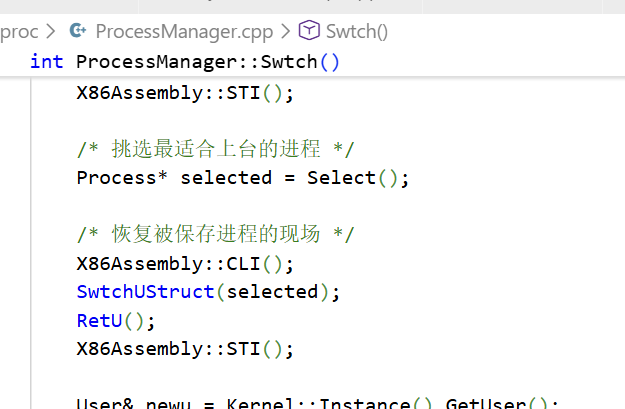 proc > ProcessManager.cpp > Swtch()
int ProcessManager::Swtch()
X86Assembly::STI();
/* 挑选最适合上台的进程 */
Process* selected = Select();
/* 恢复被保存进程的现场 */
X86Assembly::CLI();
SwtchUStruct(selected);
RetU();
X86Assembly::STI();
User& newu = Kernel::Instance().GetUser();